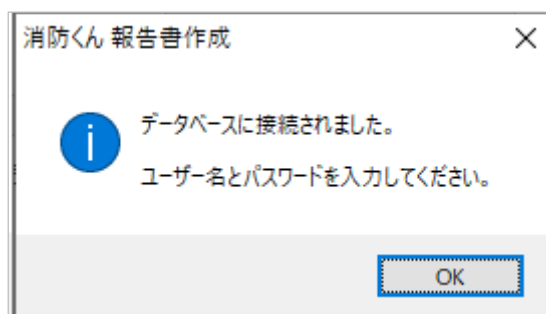 消防くん 報告書作成
データベースに接続されました。
ユーザー名とパスワードを入力してください。
OK